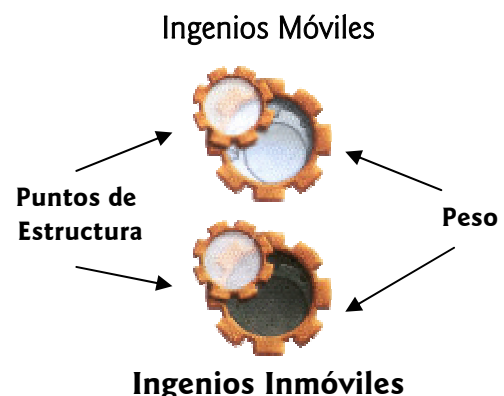 Ingenios Móviles
Puntos de
Estructura
Peso
Ingenios Inmóviles